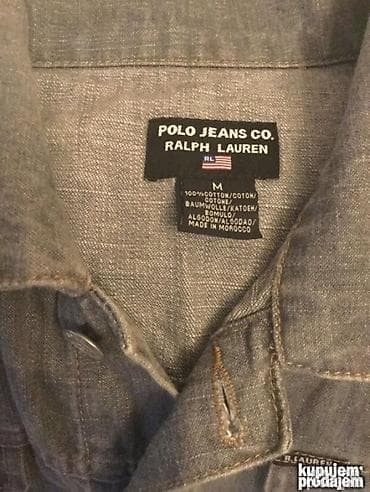 POLO JEANS CO.
RALPH LAUREN
RL
M
100%COTTON/COTON/
COTONE/
BAUMWOLLE/KATOEN/
BOMULD/
ALGODON/ALGODAO/
MADE IN MOROCCO
R.LAUREN
kupujem
prodajem